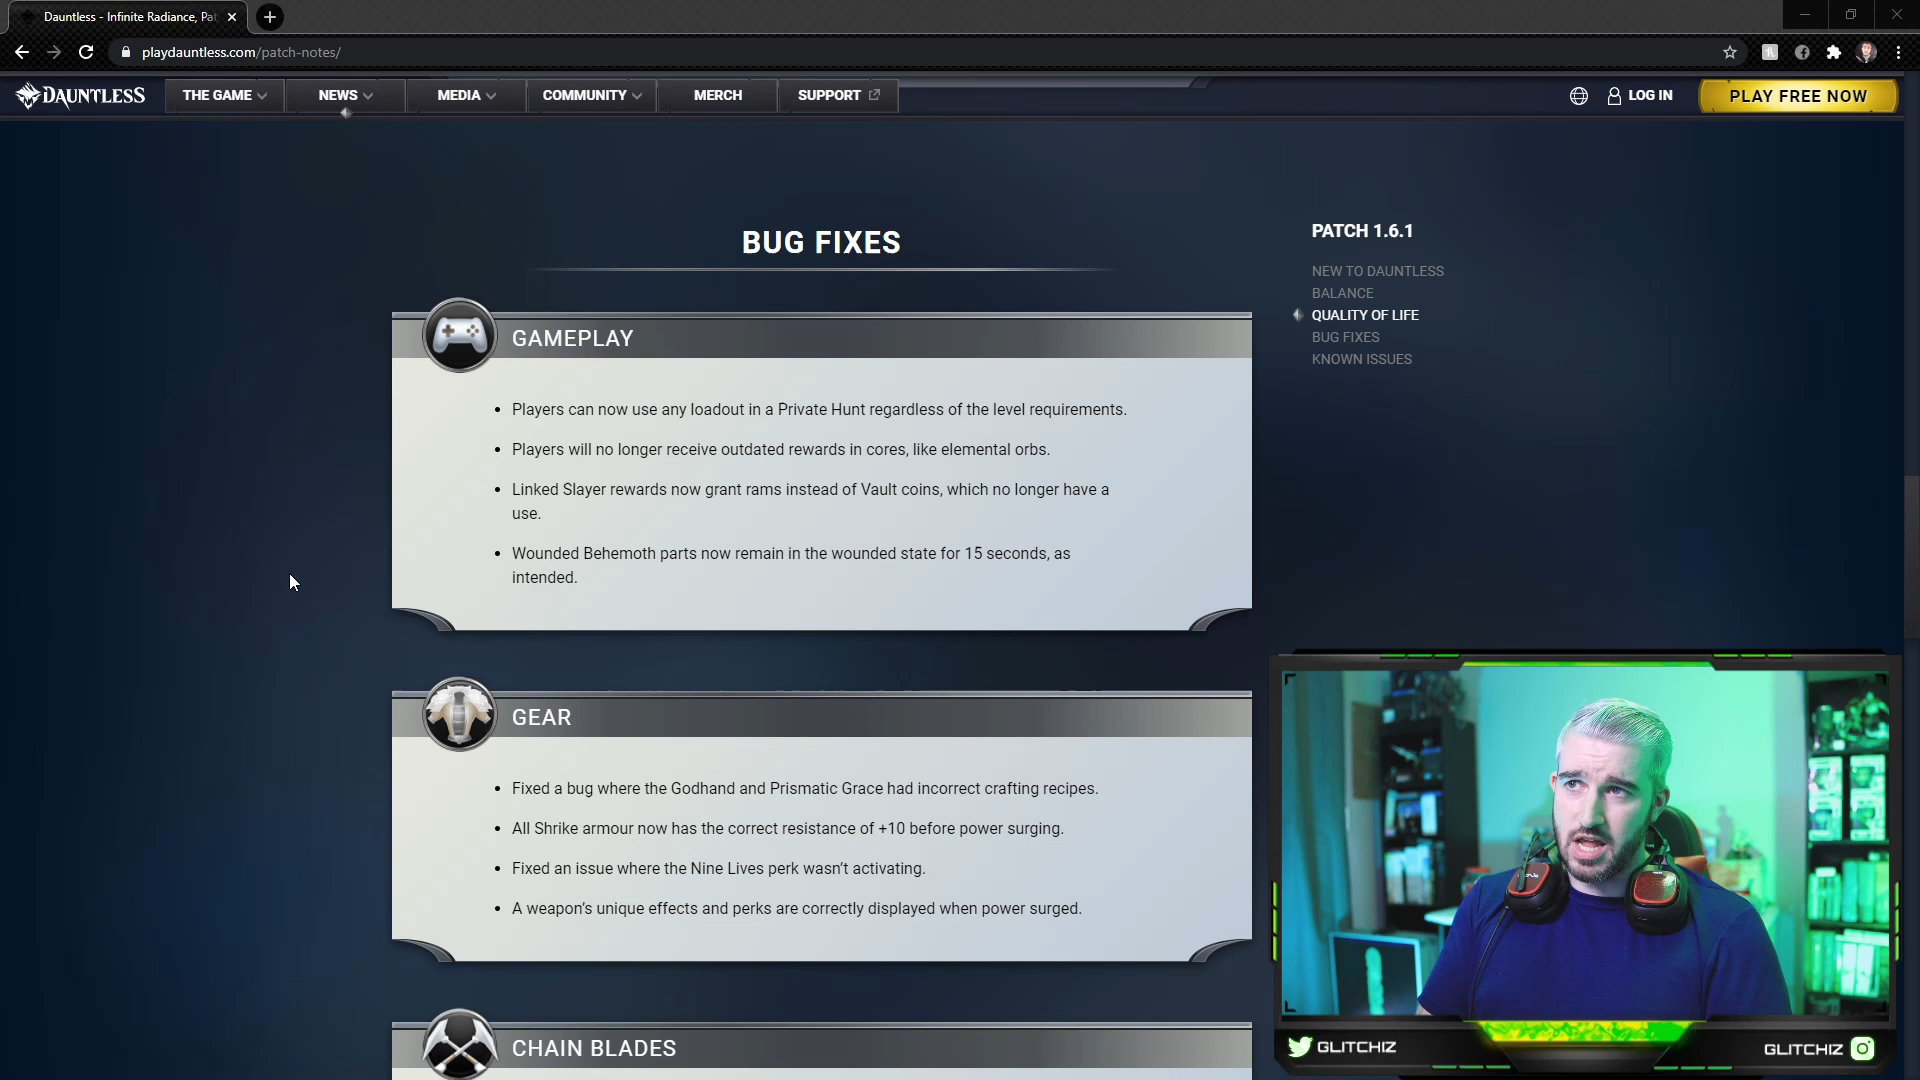 Dauntless - Infinite Radiance, Pat
playdauntless.com/patch-notes/
DAUNTLESS
THE GAME
NEWS
MEDIA
COMMUNITY
MERCH
SUPPORT
LOG IN
PLAY FREE NOW
BUG FIXES
PATCH 1.6.1
NEW TO DAUNTLESS
BALANCE
QUALITY OF LIFE
BUG FIXES
KNOWN ISSUES
GAMEPLAY
• Players can now use any loadout in a Private Hunt regardless of the level requirements.
• Players will no longer receive outdated rewards in cores, like elemental orbs.
• Linked Slayer rewards now grant rams instead of Vault coins, which no longer have a
use.
• Wounded Behemoth parts now remain in the wounded state for 15 seconds, as
intended.
GEAR
• Fixed a bug where the Godhand and Prismatic Grace had incorrect crafting recipes.
• All Shrike armour now has the correct resistance of +10 before power surging.
• Fixed an issue where the Nine Lives perk wasn't activating.
• A weapon's unique effects and perks are correctly displayed when power surged.
CHAIN BLADES
GLITCHIZ
GLITCHIZ